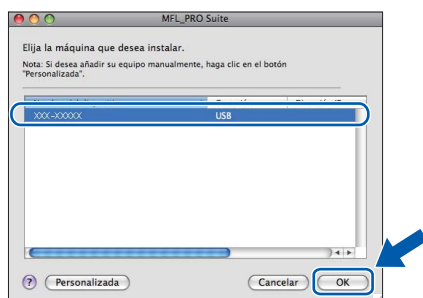 MFL_PRO Suite
Elija la máquina que desea instalar.
Nota: Si desea añadir su equipo manualmente, haga clic en el botón
"Personalizada".
XXX-XXXXX USB
? Personalizada Cancelar OK